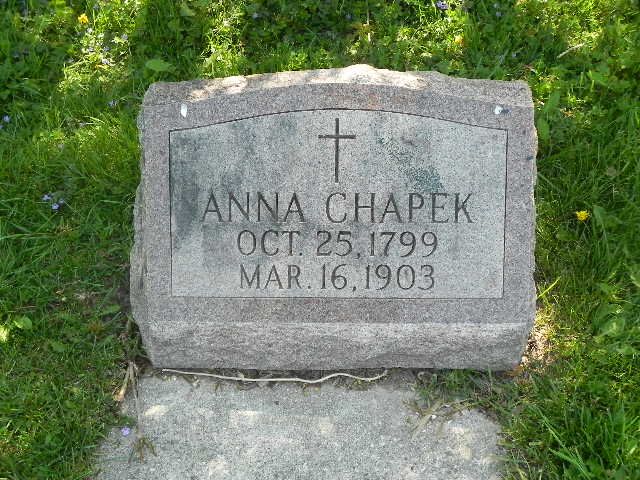 ANNA CHAPEK
OCT. 25, 1799
MAR. 16, 1903